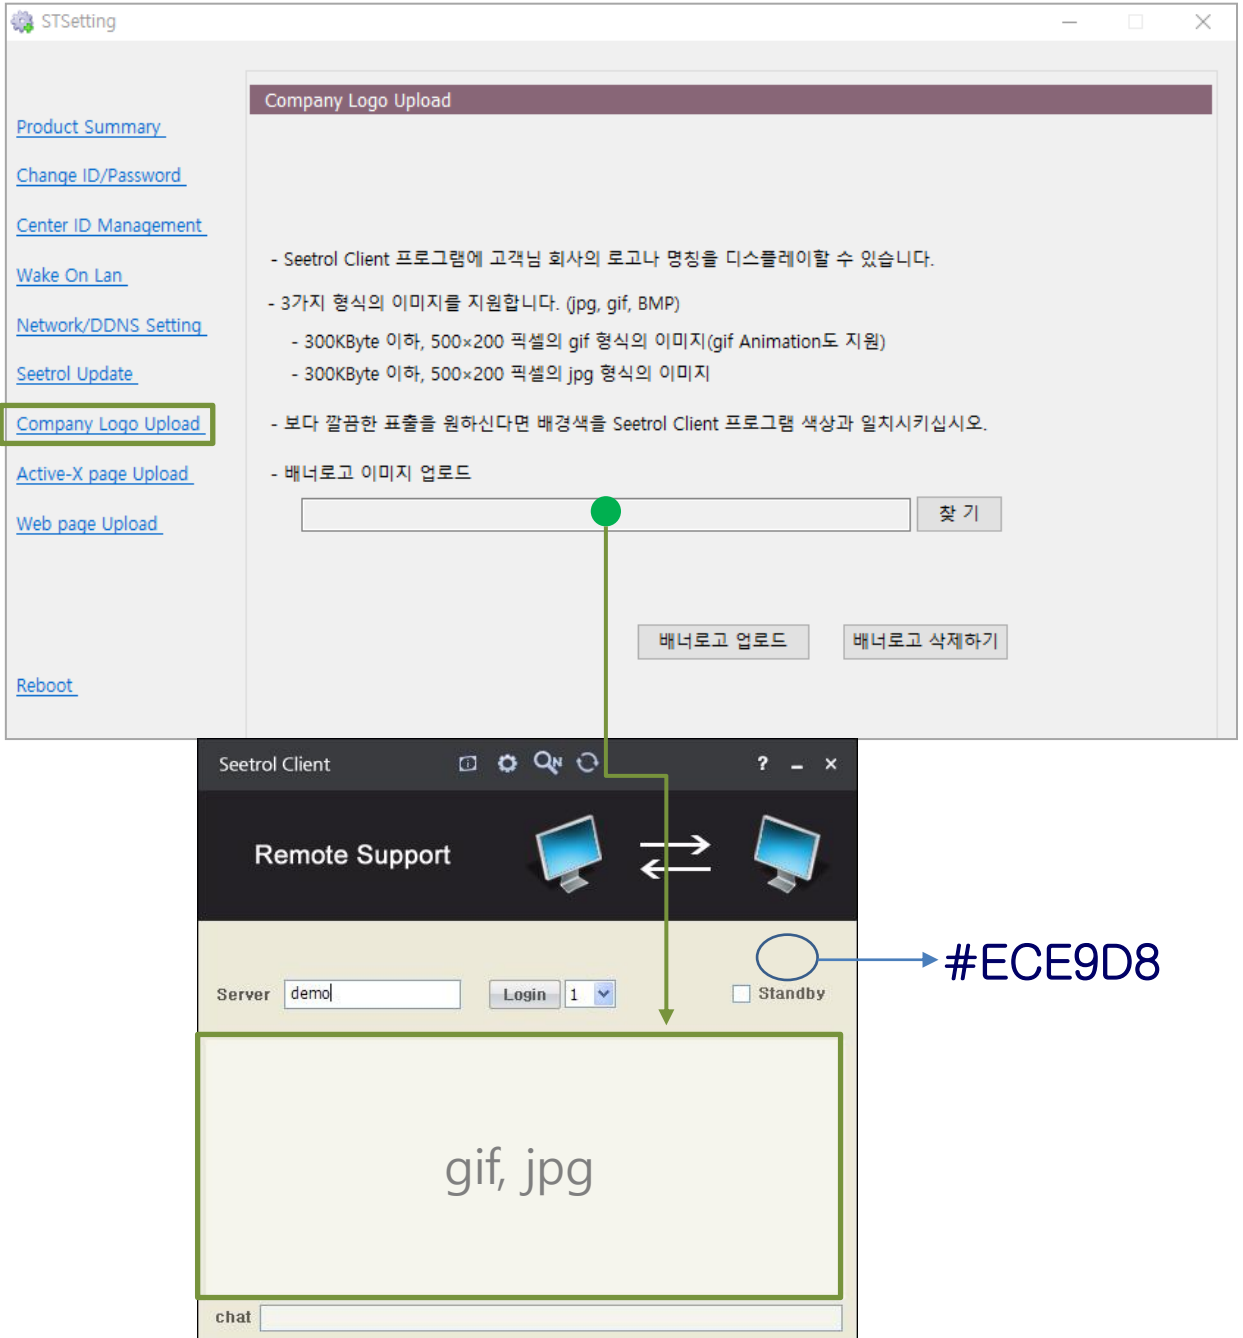 STSetting
Company Logo Upload
Product Summary
Change ID/Password
Center ID Management
Wake On Lan
Network/DDNS Setting
Seetrol Update
Company Logo Upload
Active-X page Upload
Web page Upload
Reboot
- Seetrol Client 프로그램에 고객님 회사의 로고나 명칭을 디스플레이할 수 있습니다.
- 3가지 형식의 이미지를 지원합니다. (jpg, gif, BMP)
- 300KByte 이하, 500×200 픽셀의 gif 형식의 이미지(gif Animation도 지원)
- 300KByte 이하, 500×200 픽셀의 jpg 형식의 이미지
- 보다 깔끔한 표출을 원하신다면 배경색을 Seetrol Client 프로그램 색상과 일치시키십시오.
- 배너로고 이미지 업로드
찾 기
배너로고 업로드 배너로고 삭제하기
Seetrol Client
Remote Support
#ECE9D8
Server demo Login 1 Standby
gif, jpg
chat